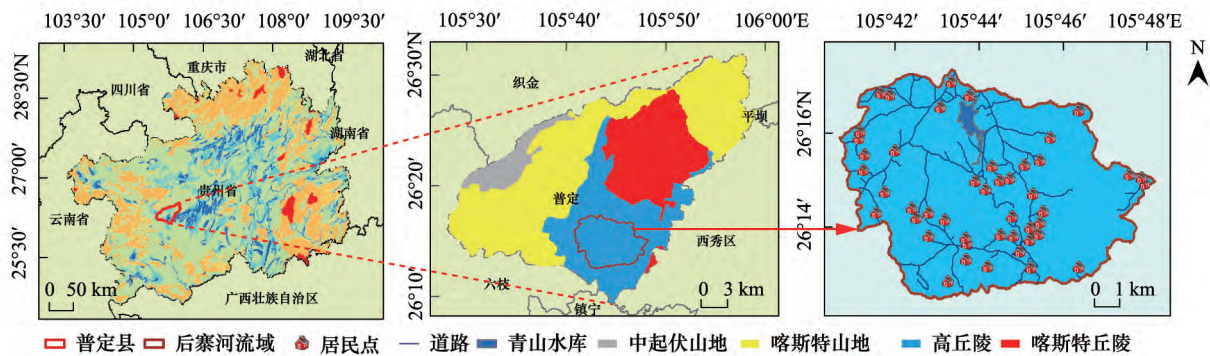 103°30′ 105°00′ 106°30′ 108°00′ 109°30′
28°30′N
27°00′N
25°30′N
重庆市
湖北省
四川省
湖南省
贵州省
云南省
广西壮族自治区
0 50 km
105°30′ 105°40′ 105°50′ 106°00′E
26°30′N
26°20′N
26°10′N
织金
平坝
普定
西秀区
六枝
镇宁
0 3 km
105°42′ 105°44′ 105°46′ 105°48′E
26°16′N
26°14′N
0 1 km
N
普定县 后寨河流域 居民点 道路 青山水库 中起伏山地 喀斯特山地 高丘陵 喀斯特丘陵